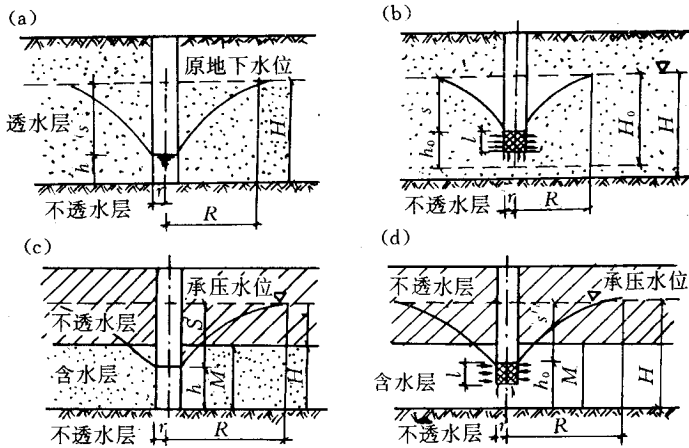 (a)
原地下水位
透水层
s
h
H
r
R
不透水层
(b)
s
h₀
l
H₀
H
r
R
不透水层
(c)
承压水位
不透水层
S
含水层
h
M
H
r
R
不透水层
(d)
承压水位
不透水层
s
含水层
l
h₀
M
H
r
R
不透水层